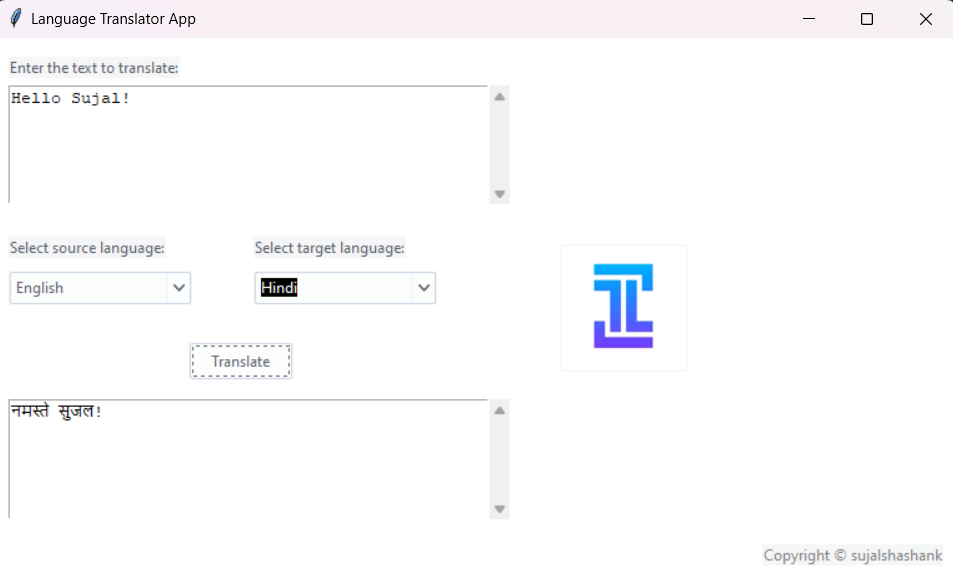 Language Translator App
Enter the text to translate:
Hello Sujal!
Select source language:
Select target language:
English
Hindi
Translate
नमस्ते सुजल!
Copyright © sujalshashank